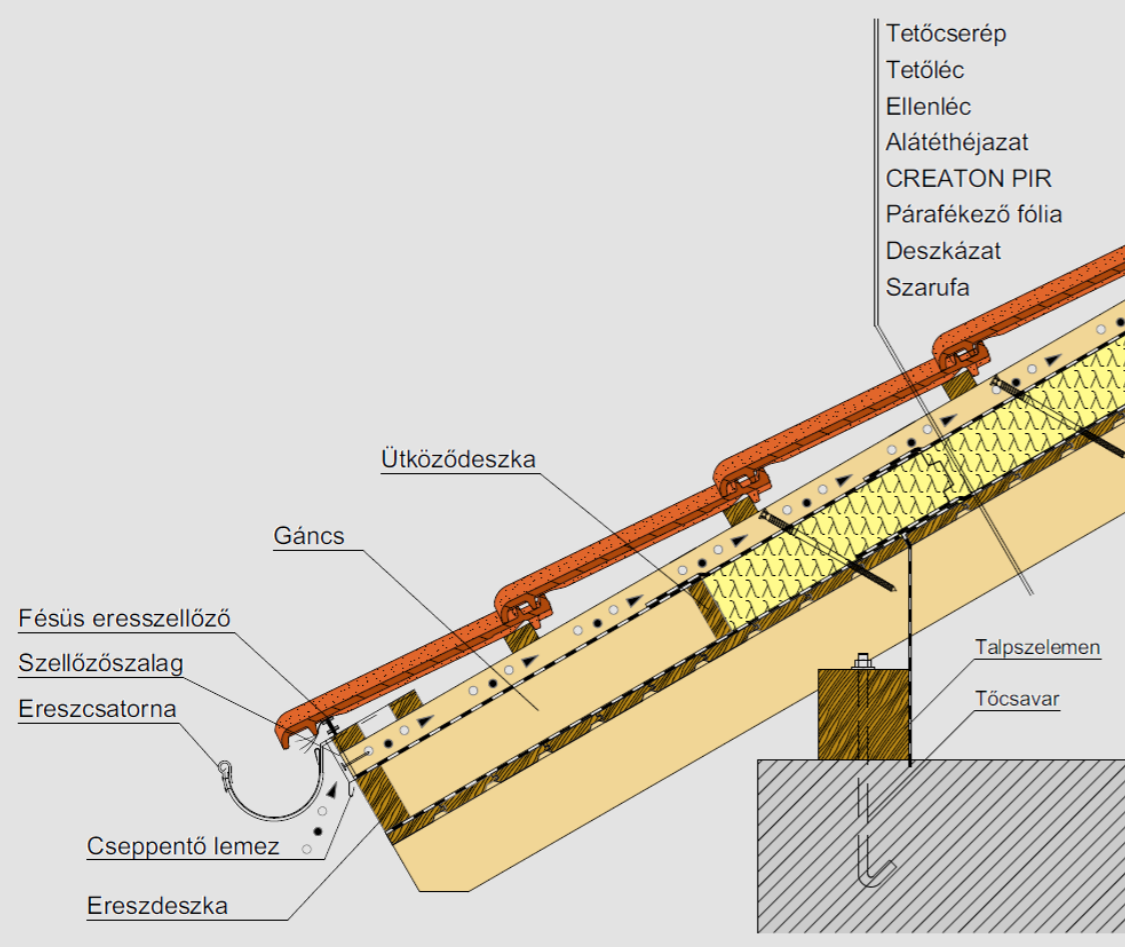 Tetőcserép
Tetőléc
Ellenléc
Alátéthéjazat
CREATON PIR
Párafékező fólia
Deszkázat
Szarufa
Ütköződeszka
Gáncs
Fésüs eresszellőző
Szellőzőszalag
Ereszcsatorna
Talpszelemen
Tőcsavar
Cseppentő lemez
Ereszdeszka